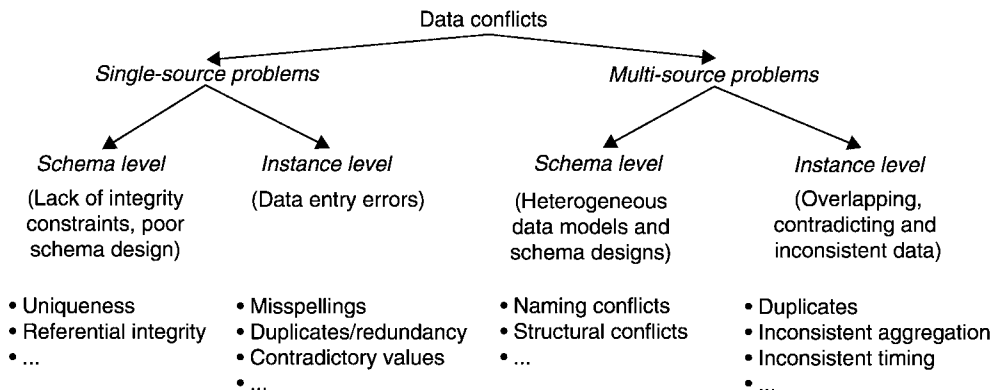 Data conflicts
Single-source problems
Multi-source problems
Schema level
Instance level
Schema level
Instance level
(Lack of integrity
constraints, poor
schema design)
(Data entry errors)
(Heterogeneous
data models and
schema designs)
(Overlapping,
contradicting and
inconsistent data)
• Uniqueness
• Referential integrity
• ...
• Misspellings
• Duplicates/redundancy
• Contradictory values
• ...
• Naming conflicts
• Structural conflicts
• ...
• Duplicates
• Inconsistent aggregation
• Inconsistent timing
• ...